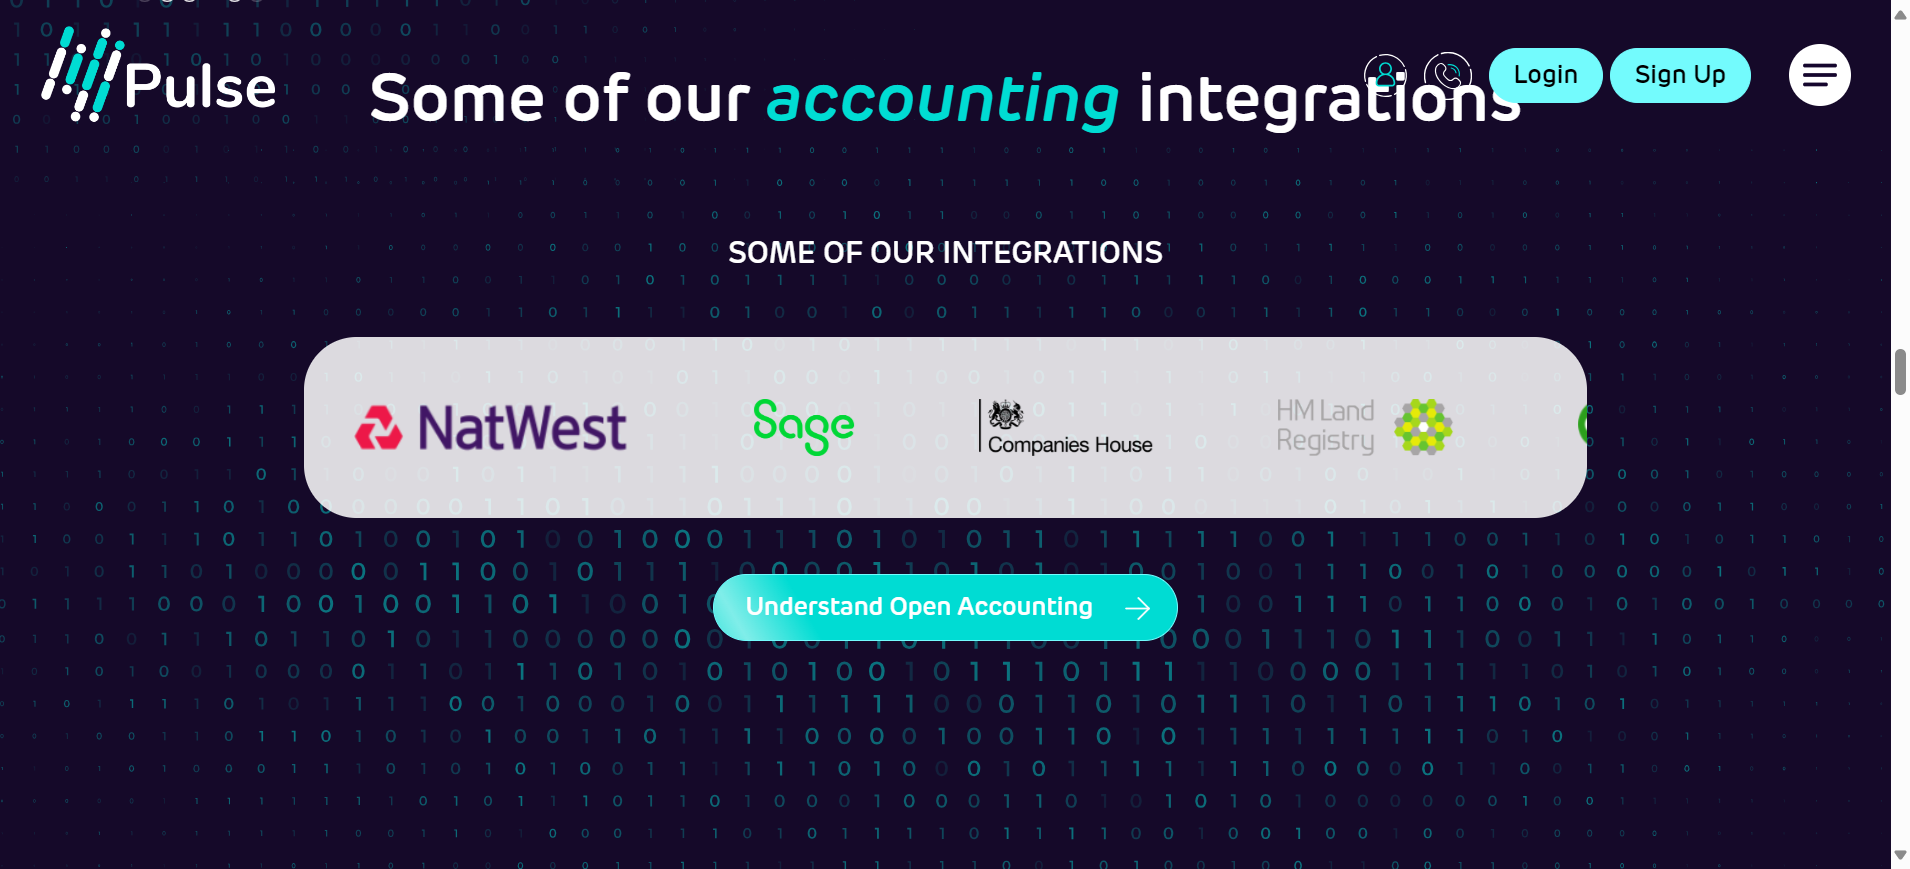 Pulse
Login
Sign Up
Some of our accounting integrations
SOME OF OUR INTEGRATIONS
NatWest
Sage
Companies House
HM Land
Registry
Understand Open Accounting